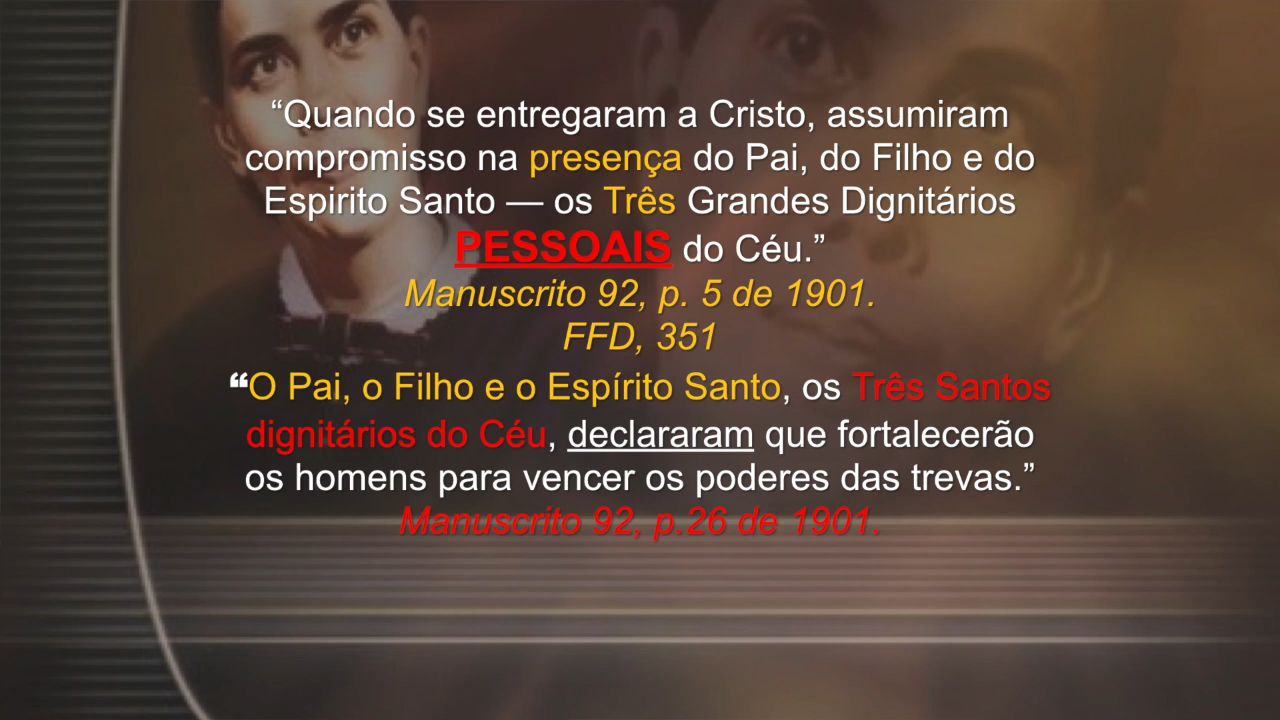 “Quando se entregaram a Cristo, assumiram
compromisso na presença do Pai, do Filho e do
Espirito Santo — os Três Grandes Dignitários
PESSOAIS do Céu.”
Manuscrito 92, p. 5 de 1901.
FFD, 351
❝O Pai, o Filho e o Espírito Santo, os Três Santos
dignitários do Céu, declararam que fortalecerão
os homens para vencer os poderes das trevas.”
Manuscrito 92, p.26 de 1901.